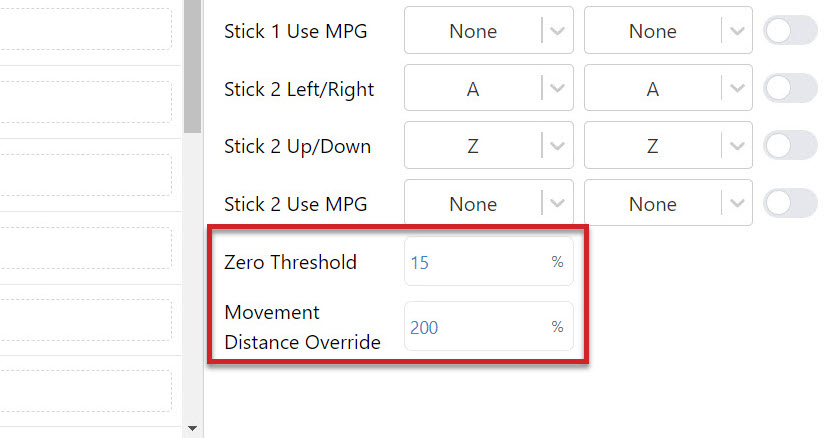 Stick 1 Use MPG None None
Stick 2 Left/Right A A
Stick 2 Up/Down Z Z
Stick 2 Use MPG None None
Zero Threshold 15 %
Movement
Distance Override 200 %